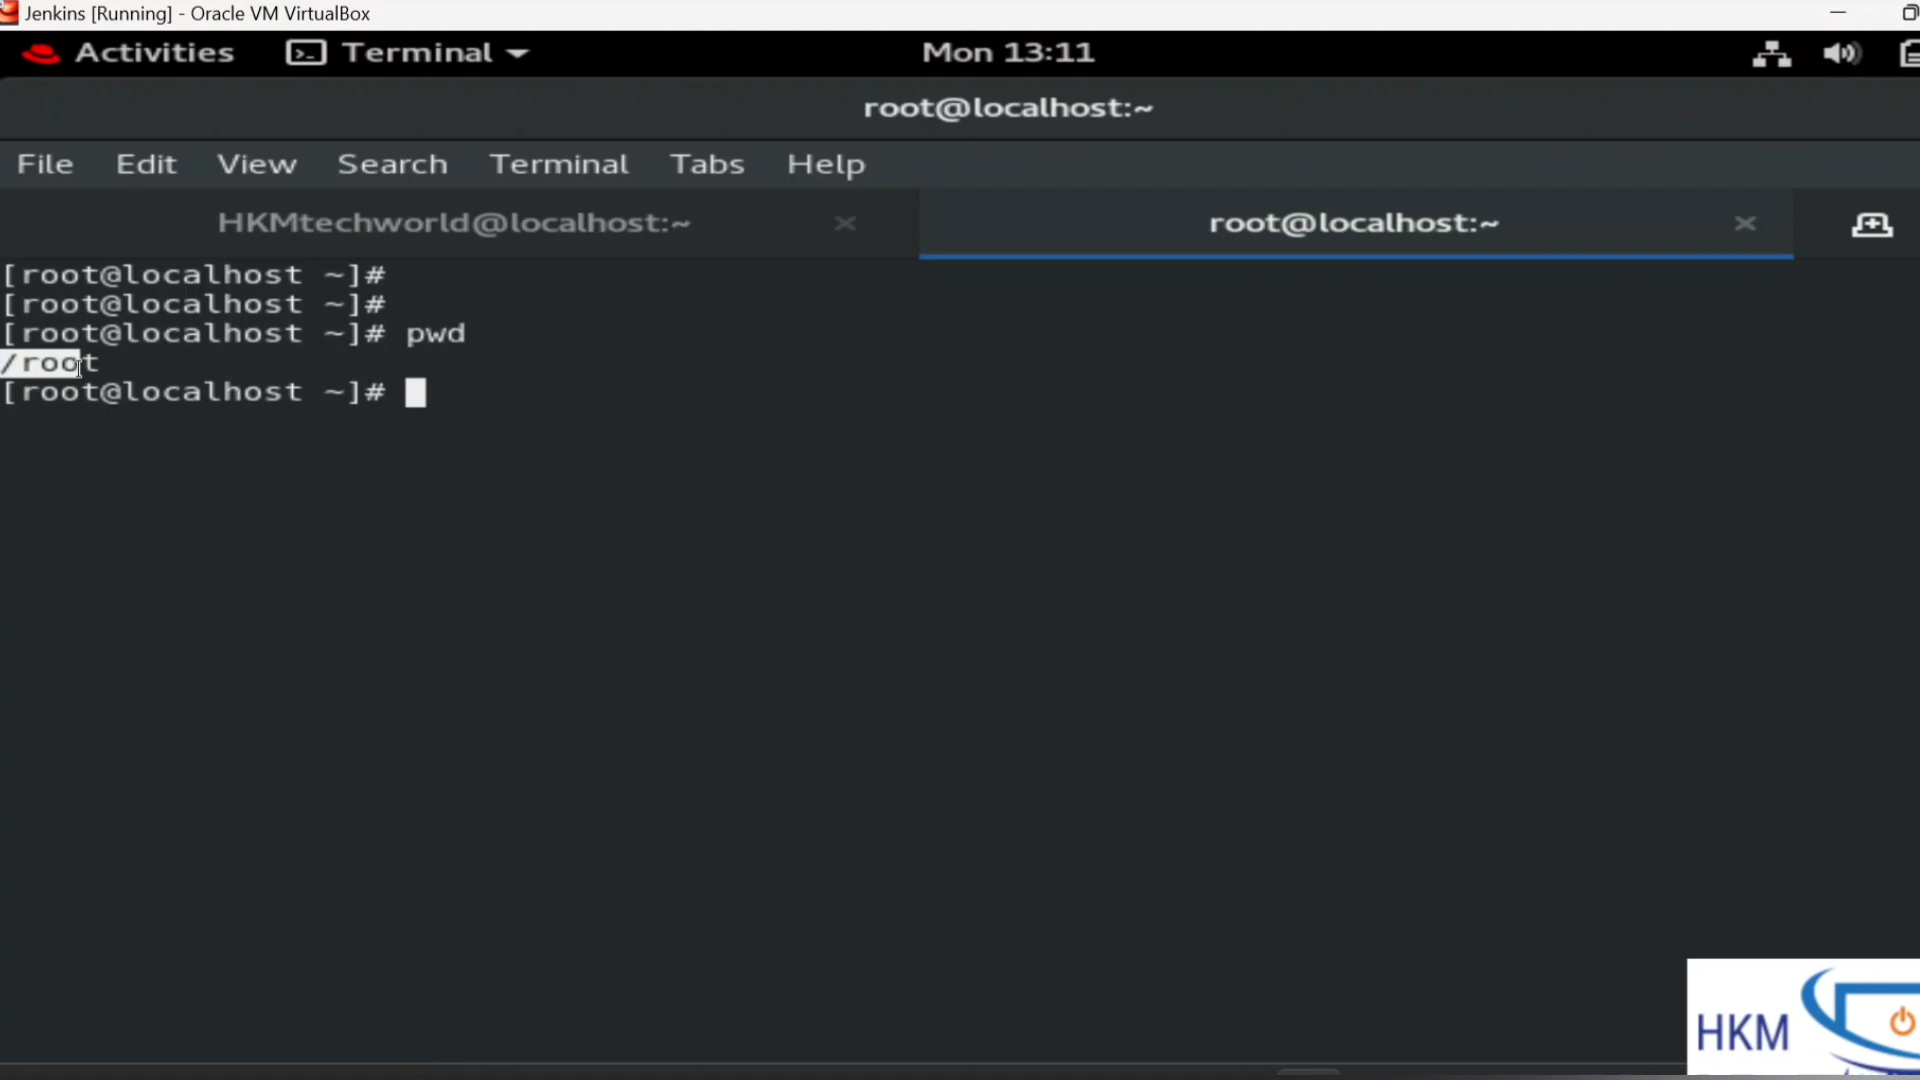 Jenkins [Running] - Oracle VM VirtualBox
Activities Terminal Mon 13:11
root@localhost:~
File Edit View Search Terminal Tabs Help
HKMtechworld@localhost:~ × root@localhost:~ ×
[root@localhost ~]#
[root@localhost ~]#
[root@localhost ~]# pwd
/root
[root@localhost ~]#
HKM